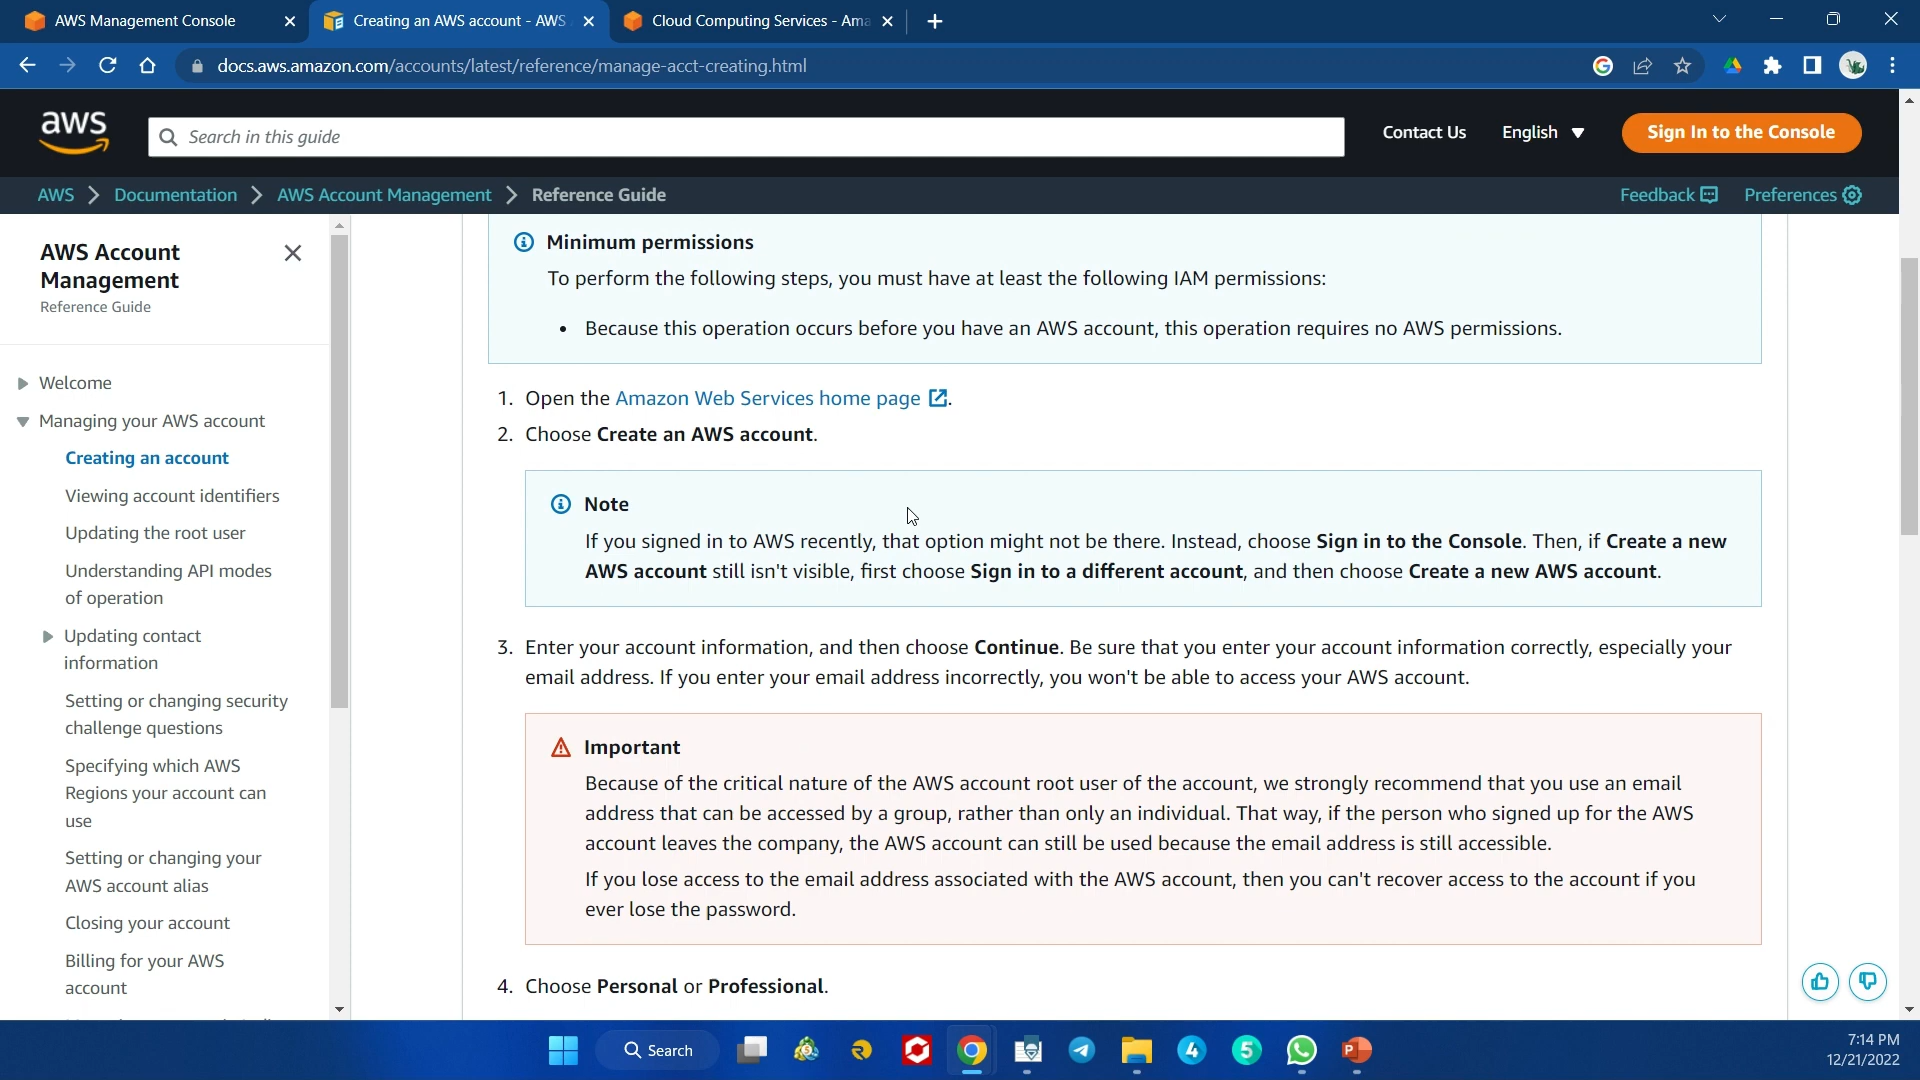 AWS Management Console
Creating an AWS account - AWS
Cloud Computing Services - Ama
docs.aws.amazon.com/accounts/latest/reference/manage-acct-creating.html
aws
Search in this guide
Contact Us
English
Sign In to the Console
AWS
Documentation
AWS Account Management
Reference Guide
Feedback
Preferences
AWS Account
Management
Reference Guide
Welcome
Managing your AWS account
Creating an account
Viewing account identifiers
Updating the root user
Understanding API modes
of operation
Updating contact
information
Setting or changing security
challenge questions
Specifying which AWS
Regions your account can
use
Setting or changing your
AWS account alias
Closing your account
Billing for your AWS
account
Minimum permissions
To perform the following steps, you must have at least the following IAM permissions:
• Because this operation occurs before you have an AWS account, this operation requires no AWS permissions.
1. Open the Amazon Web Services home page.
2. Choose Create an AWS account.
Note
If you signed in to AWS recently, that option might not be there. Instead, choose Sign in to the Console. Then, if Create a new
AWS account still isn't visible, first choose Sign in to a different account, and then choose Create a new AWS account.
3. Enter your account information, and then choose Continue. Be sure that you enter your account information correctly, especially your
email address. If you enter your email address incorrectly, you won't be able to access your AWS account.
Important
Because of the critical nature of the AWS account root user of the account, we strongly recommend that you use an email
address that can be accessed by a group, rather than only an individual. That way, if the person who signed up for the AWS
account leaves the company, the AWS account can still be used because the email address is still accessible.
If you lose access to the email address associated with the AWS account, then you can't recover access to the account if you
ever lose the password.
4. Choose Personal or Professional.
Search
4
5
7:14 PM
12/21/2022